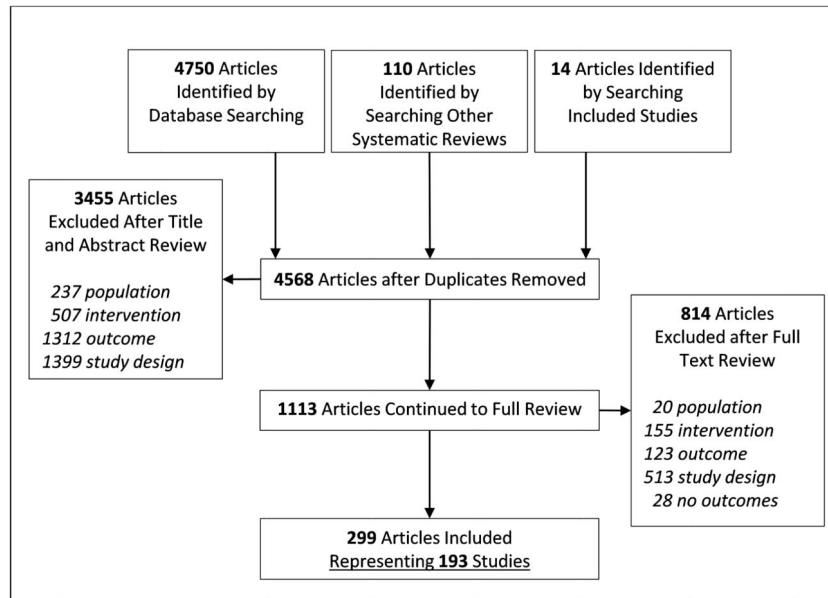 4750 Articles
Identified by
Database Searching
110 Articles
Identified by
Searching Other
Systematic Reviews
14 Articles Identified
by Searching
Included Studies
3455 Articles
Excluded After Title
and Abstract Review
237 population
507 intervention
1312 outcome
1399 study design
4568 Articles after Duplicates Removed
814 Articles
Excluded after Full
Text Review
20 population
155 intervention
123 outcome
513 study design
28 no outcomes
1113 Articles Continued to Full Review
299 Articles Included
Representing 193 Studies